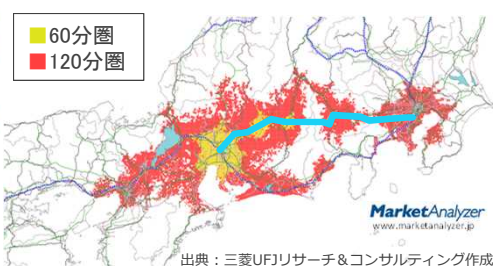 60分圏
120分圏
MarketAnalyzer
www.marketanalyzer.jp
出典：三菱UFJリサーチ＆コンサルティング作成